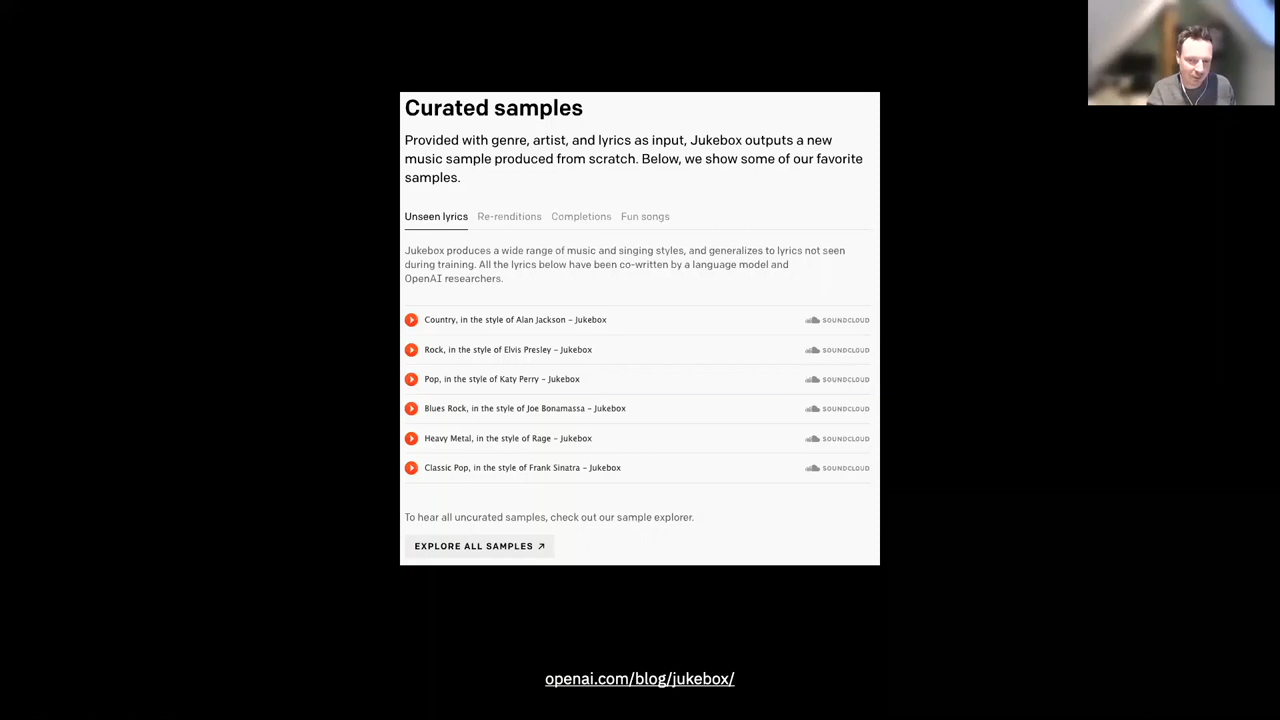 Curated samples
Provided with genre, artist, and lyrics as input, Jukebox outputs a new
music sample produced from scratch. Below, we show some of our favorite
samples.
Unseen lyrics Re-renditions Completions Fun songs
Jukebox produces a wide range of music and singing styles, and generalizes to lyrics not seen
during training. All the lyrics below have been co-written by a language model and
OpenAI researchers.
Country, in the style of Alan Jackson – Jukebox SOUNDCLOUD
Rock, in the style of Elvis Presley – Jukebox SOUNDCLOUD
Pop, in the style of Katy Perry – Jukebox SOUNDCLOUD
Blues Rock, in the style of Joe Bonamassa – Jukebox SOUNDCLOUD
Heavy Metal, in the style of Rage – Jukebox SOUNDCLOUD
Classic Pop, in the style of Frank Sinatra – Jukebox SOUNDCLOUD
To hear all uncurated samples, check out our sample explorer.
EXPLORE ALL SAMPLES ↗
openai.com/blog/jukebox/